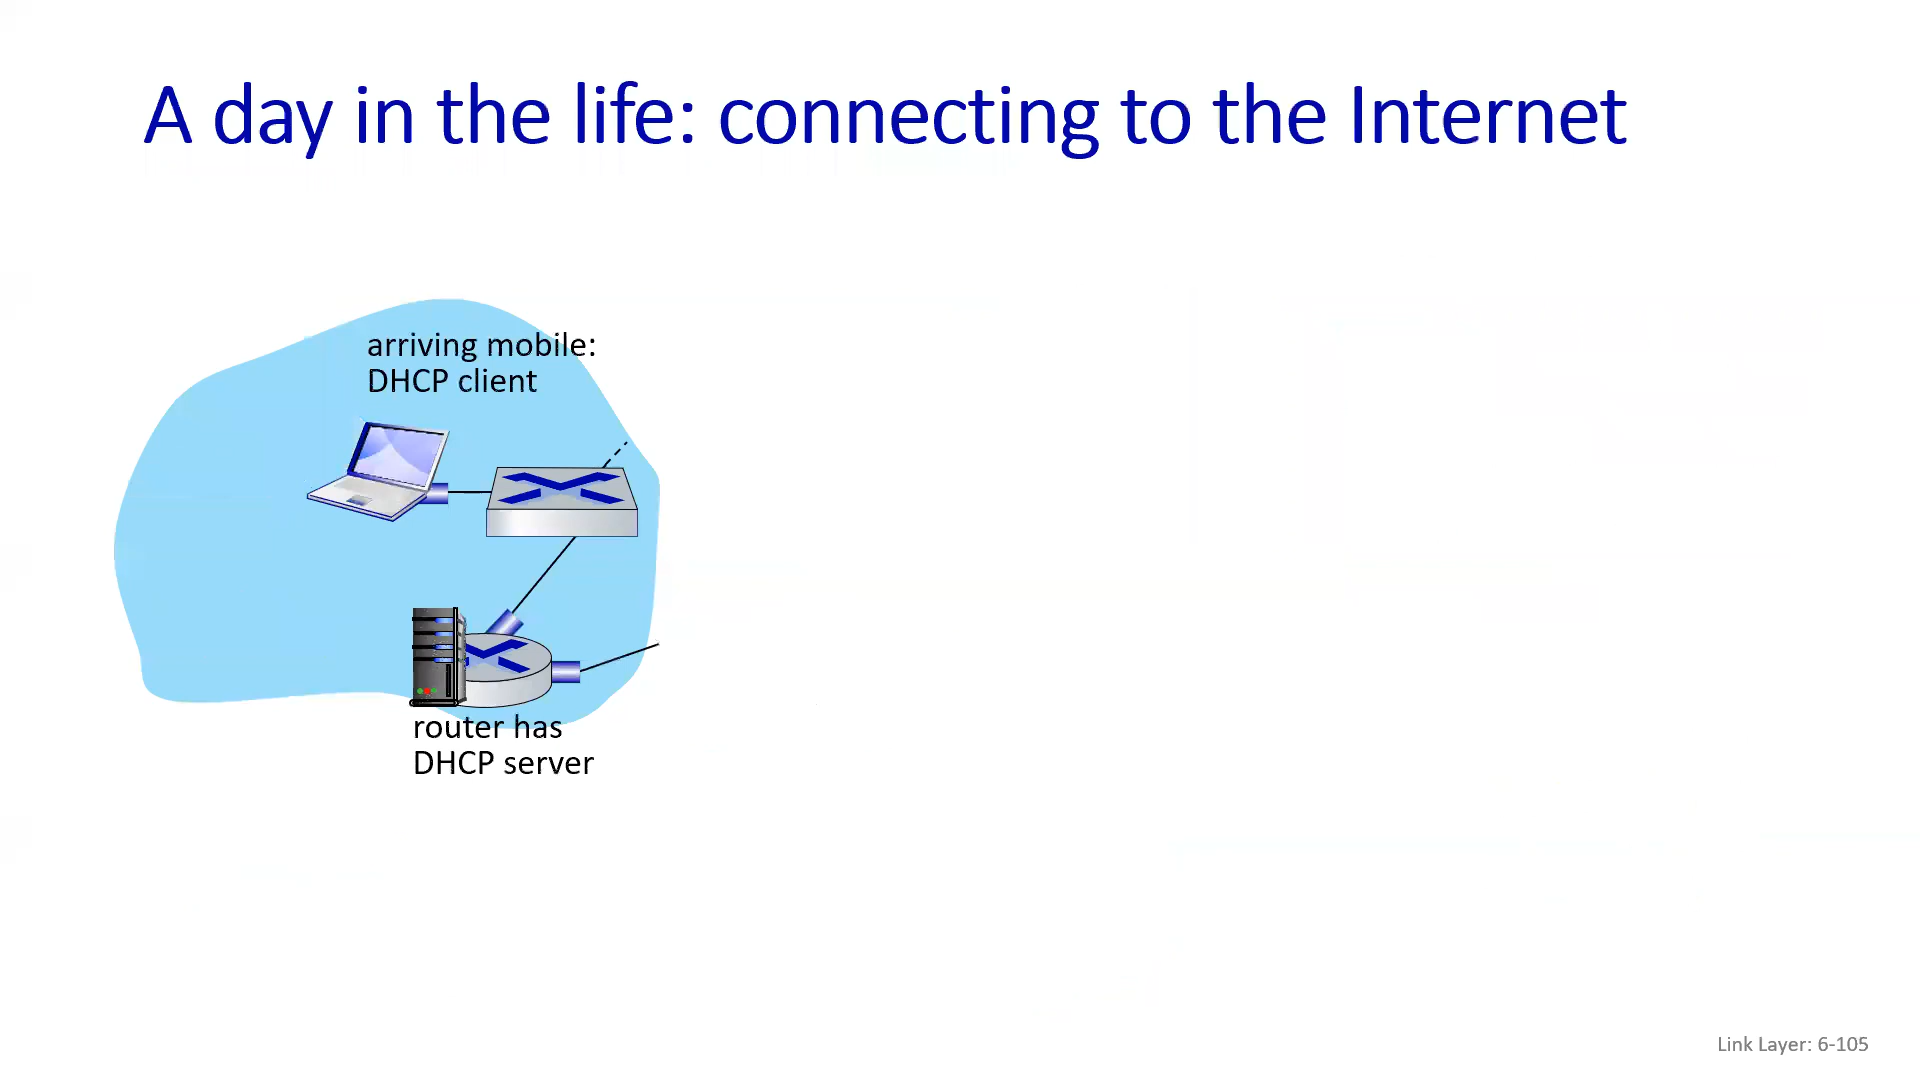 A day in the life: connecting to the Internet
arriving mobile:
DHCP client
router has
DHCP server
Link Layer: 6-105